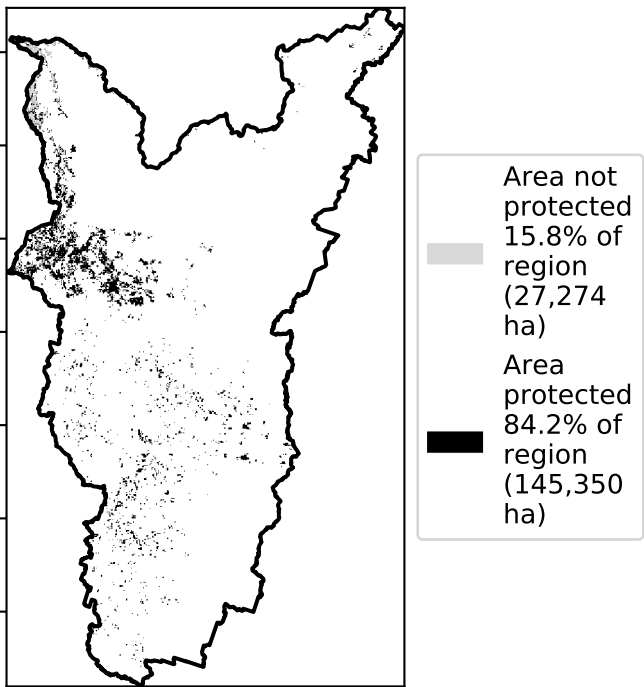 Area not
protected
15.8% of
region
(27,274
ha)
Area
protected
84.2% of
region
(145,350
ha)